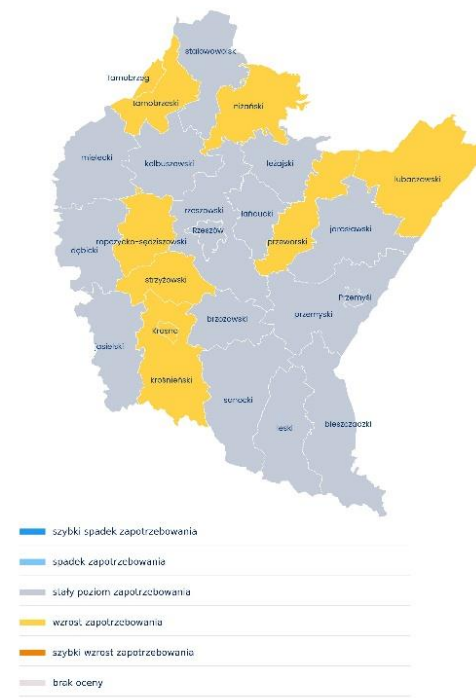 stalowowolsk
tarnobrzeg
tarnobrzeski
niżański
mielecki
kolbuszowski
leżajski
lubaczowski
rzeszowski
łańcucki
Rzeszów
jarosławski
ropczycko-sędziszowski
przeworski
dębicki
strzyżowski
Przemyśl
przemyski
brzozowski
Krosno
jasielski
krośnieński
sanocki
leski
bieszczadzki
szybki spadek zapotrzebowania
spadek zapotrzebowania
stały poziom zapotrzebowania
wzrost zapotrzebowania
szybki wzrost zapotrzebowania
brak oceny